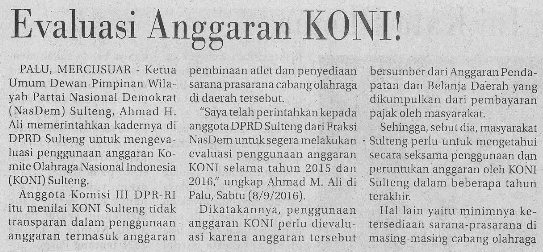 Evaluasi Anggaran KONI!
PALU, MERCUSUAR - Ketua
Umum Dewan Pimpinan Wila-
yah Partai Nasional Demokrat
(NasDem) Sulteng, Ahmad H.
Ali memerintahkan kadernya di
DPRD Sulteng untuk mengeva-
luasi penggunaan anggaran Ko-
mite Olahraga Nasional Indonesia
(KONI) Sulteng.
Anggota Komisi III DPR-RI
itu menilai KONI Sulteng tidak
transparan dalam penggunaan
anggaran termasuk anggaran
pembinaan atlet dan penyediaan
sarana prasarana cabang olahraga
di daerah tersebut.
"Saya telah perintahkan kepada
anggota DPRD Sulteng dari Fraksi
NasDem untuk segera melakukan
evaluasi penggunaan anggaran
KONI selama tahun 2015 dan
2016," ungkap Ahmad M. Ali di
Palu, Sabtu (8/9/2016).
Dikatakannya, penggunaan
anggaran KONI perlu dievalu-
asi karena anggaran tersebut
bersumber dari Anggaran Penda-
patan dan Belanja Daerah yang
dikumpulkan dari pembayaran
pajak oleh masyarakat.
Sehingga, sebut dia, masyarakat
Sulteng perlu untuk mengetahui
secara seksama penggunaan dan
peruntukan anggaran oleh KONI
Sulteng dalam beberapa tahun
terakhir.
Hal lain yaitu minimnya ke-
tersediaan sarana-prasarana di
masing-masing cabang olahraga